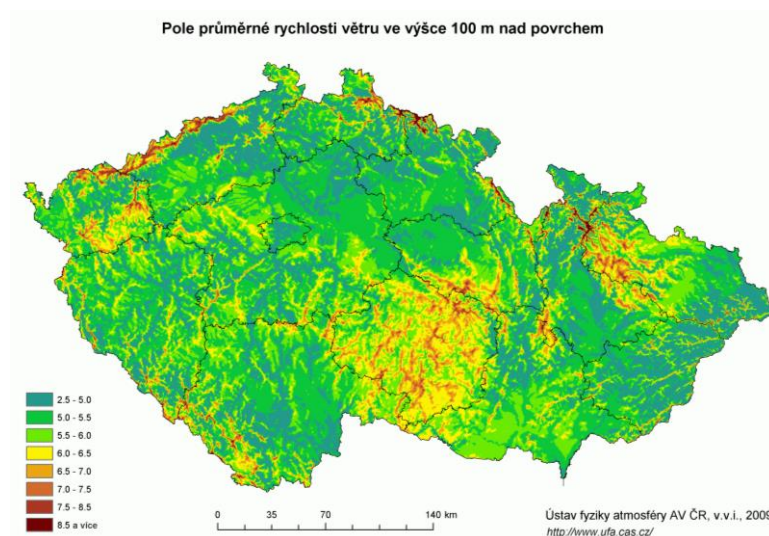 Pole průměrné rychlosti větru ve výšce 100 m nad povrchem
2.5 - 5.0
5.0 - 5.5
5.5 - 6.0
6.0 - 6.5
6.5 - 7.0
7.0 - 7.5
7.5 - 8.5
8.5 a více
0 35 70 140 km
Ústav fyziky atmosféry AV ČR, v.v.i., 2009
http://www.ufa.cas.cz/